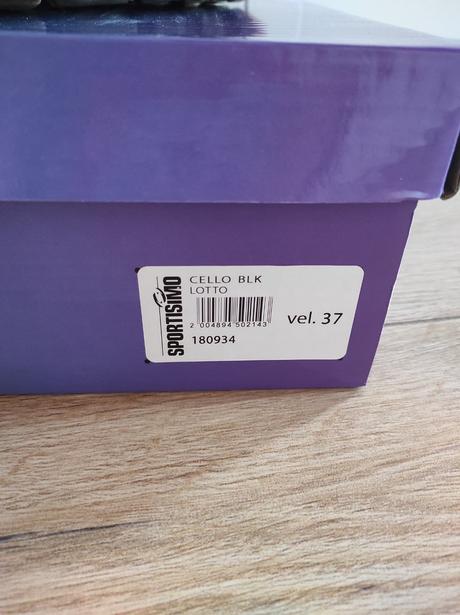 SPORTISIMO
CELLO BLK
LOTTO
2 004894 502143
180934
vel. 37